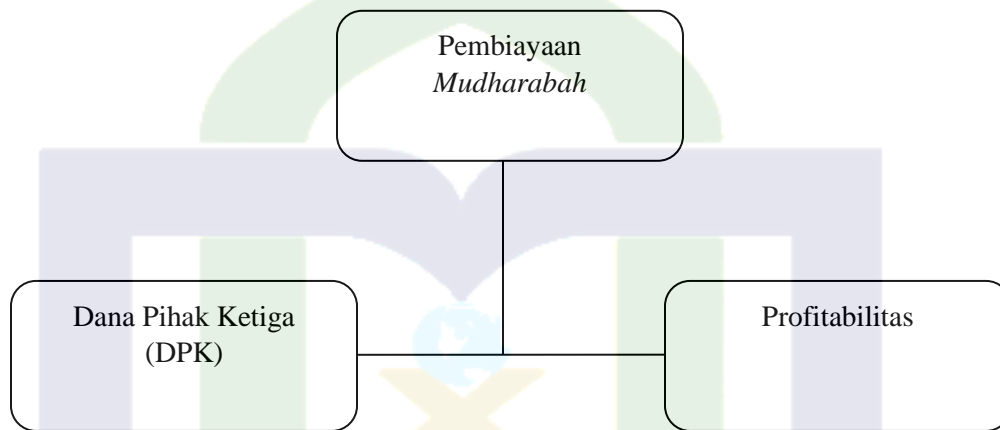 Pembiayaan
Mudharabah
Dana Pihak Ketiga
(DPK)
Profitabilitas